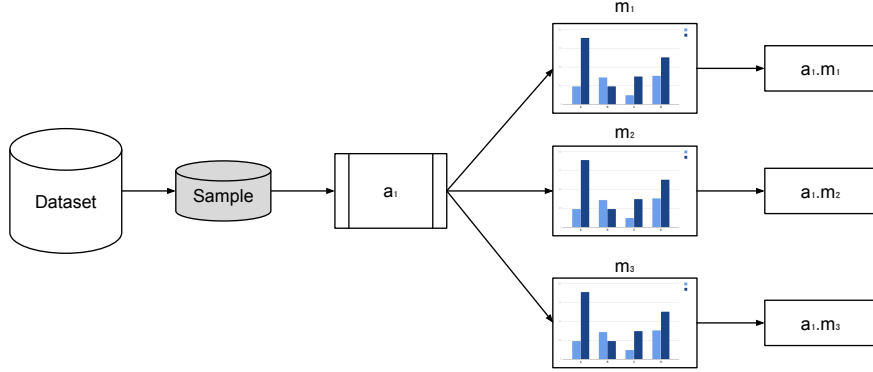 m₁
a₁.m₁
m₂
Dataset
Sample
a₁
a₁.m₂
m₃
a₁.m₃